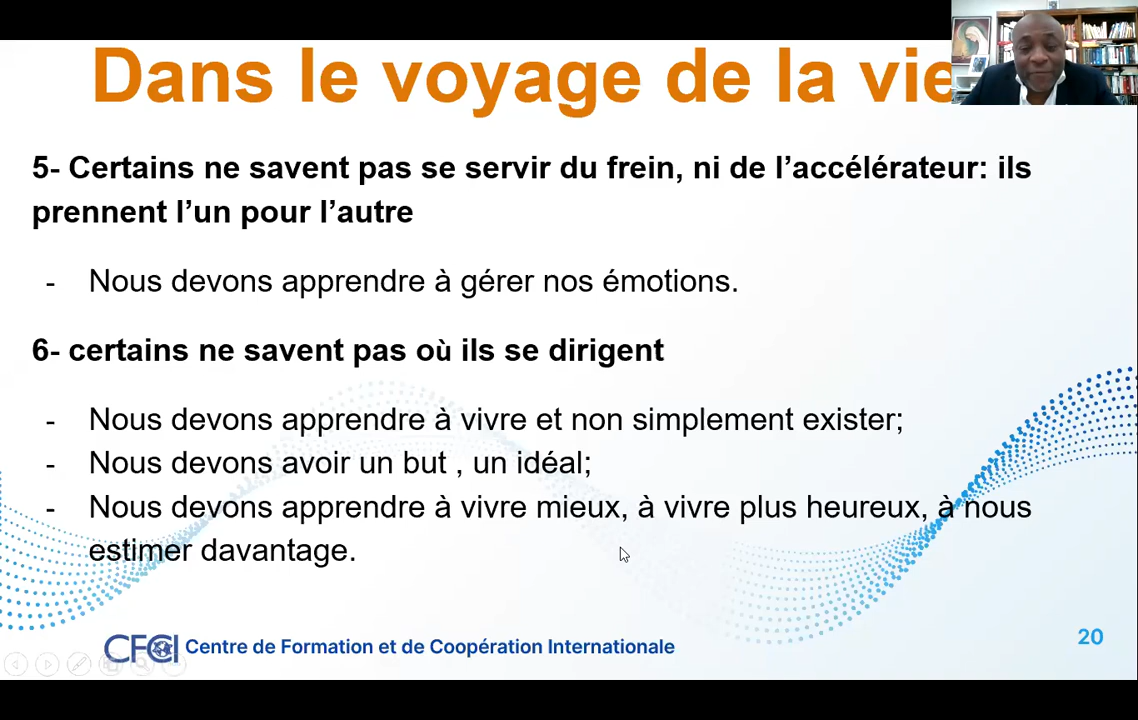 Dans le voyage de la vie
5- Certains ne savent pas se servir du frein, ni de l’accélérateur: ils
prennent l’un pour l’autre
- Nous devons apprendre à gérer nos émotions.
6- certains ne savent pas où ils se dirigent
- Nous devons apprendre à vivre et non simplement exister;
- Nous devons avoir un but , un idéal;
- Nous devons apprendre à vivre mieux, à vivre plus heureux, à nous
estimer davantage.
CFCI Centre de Formation et de Coopération Internationale
20